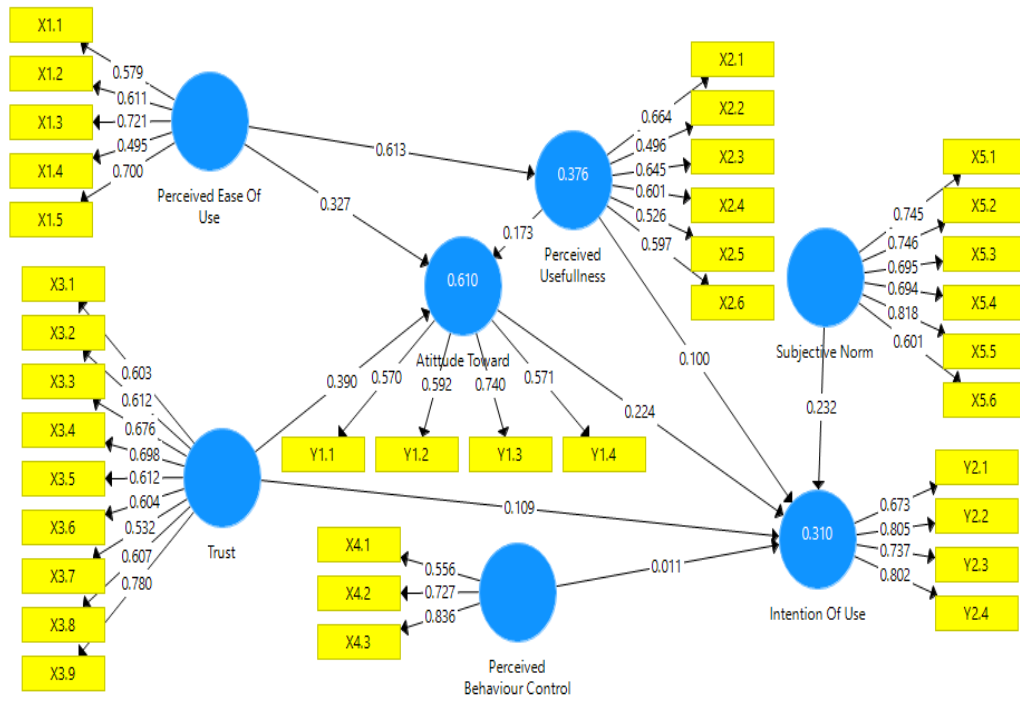 X1.1
X1.2
X1.3
X1.4
X1.5
0.579
0.611
0.721
0.495
0.700
Perceived Ease Of
Use
0.613
0.327
X2.1
X2.2
X2.3
X2.4
X2.5
X2.6
0.664
0.496
0.645
0.601
0.526
0.597
0.376
Perceived
Usefullness
0.173
0.100
X5.1
X5.2
X5.3
X5.4
X5.5
X5.6
0.745
0.746
0.695
0.694
0.818
0.601
Subjective Norm
0.232
0.610
Atittude Toward
0.570
0.592
0.740
0.571
Y1.1
Y1.2
Y1.3
Y1.4
0.224
X3.1
X3.2
X3.3
X3.4
X3.5
X3.6
X3.7
X3.8
X3.9
0.603
0.612
0.676
0.698
0.612
0.604
0.532
0.607
0.780
Trust
0.390
0.109
X4.1
X4.2
X4.3
0.556
0.727
0.836
Perceived
Behaviour Control
0.011
0.310
Intention Of Use
0.673
0.805
0.737
0.802
Y2.1
Y2.2
Y2.3
Y2.4